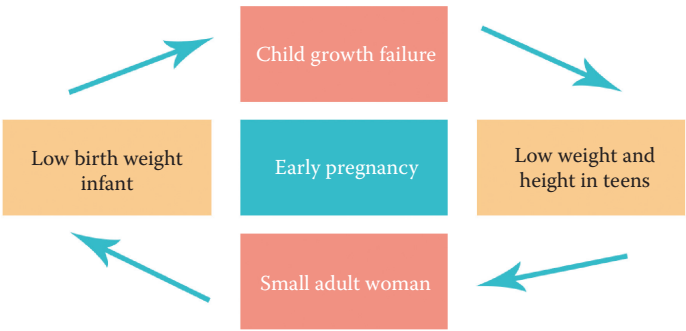 Child growth failure
Low birth weight
infant
Early pregnancy
Low weight and
height in teens
Small adult woman